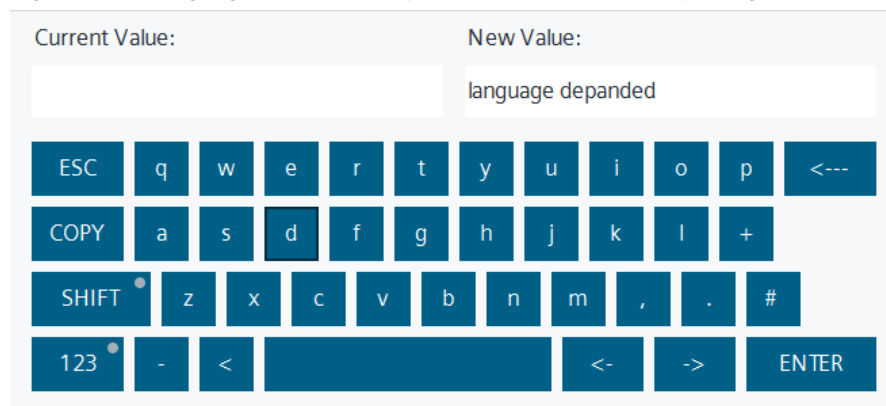 Current Value: New Value:
language depanded
ESC q w e r t y u i o p <---
COPY a s d f g h j k l +
SHIFT z x c v b n m , . #
123 - < <- -> ENTER